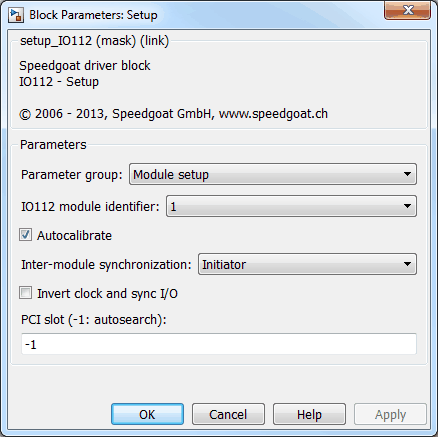 Block Parameters: Setup
setup_IO112 (mask) (link)
Speedgoat driver block
IO112 - Setup
© 2006 - 2013, Speedgoat GmbH, www.speedgoat.ch
Parameters
Parameter group: Module setup
IO112 module identifier: 1
Autocalibrate
Inter-module synchronization: Initiator
Invert clock and sync I/O
PCI slot (-1: autosearch):
-1
OK Cancel Help Apply